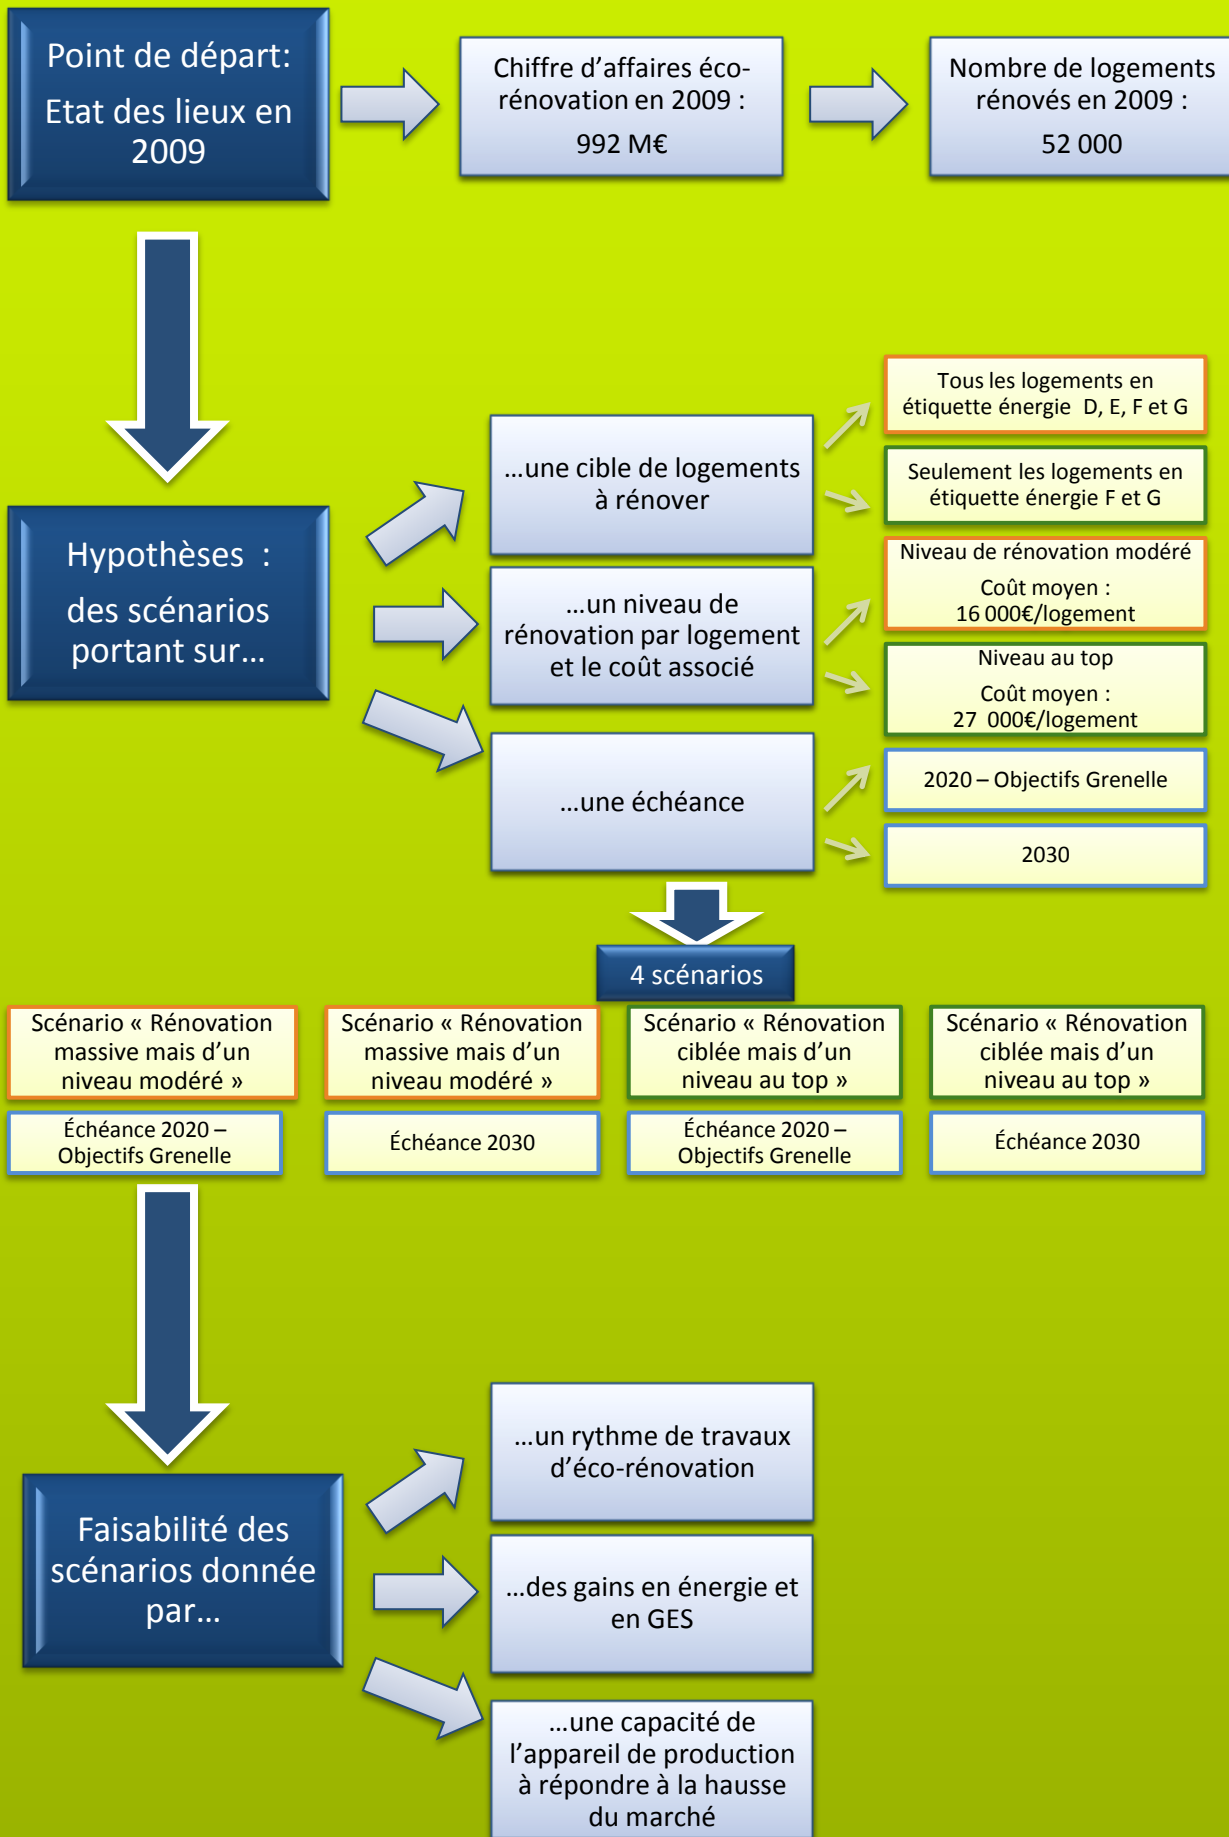 Point de départ:
Etat des lieux en
2009
Chiffre d’affaires éco-
rénovation en 2009 :
992 M€
Nombre de logements
rénovés en 2009 :
52 000
Hypothèses :
des scénarios
portant sur…
…une cible de logements
à rénover
Tous les logements en
étiquette énergie D, E, F et G
Seulement les logements en
étiquette énergie F et G
…un niveau de
rénovation par logement
et le coût associé
Niveau de rénovation modéré
Coût moyen :
16 000€/logement
Niveau au top
Coût moyen :
27 000€/logement
…une échéance
2020 – Objectifs Grenelle
2030
4 scénarios
Scénario « Rénovation
massive mais d’un
niveau modéré »
Échéance 2020 –
Objectifs Grenelle
Scénario « Rénovation
massive mais d’un
niveau modéré »
Échéance 2030
Scénario « Rénovation
ciblée mais d’un
niveau au top »
Échéance 2020 –
Objectifs Grenelle
Scénario « Rénovation
ciblée mais d’un
niveau au top »
Échéance 2030
Faisabilité des
scénarios donnée
par…
…un rythme de travaux
d’éco-rénovation
…des gains en énergie et
en GES
…une capacité de
l’appareil de production
à répondre à la hausse
du marché